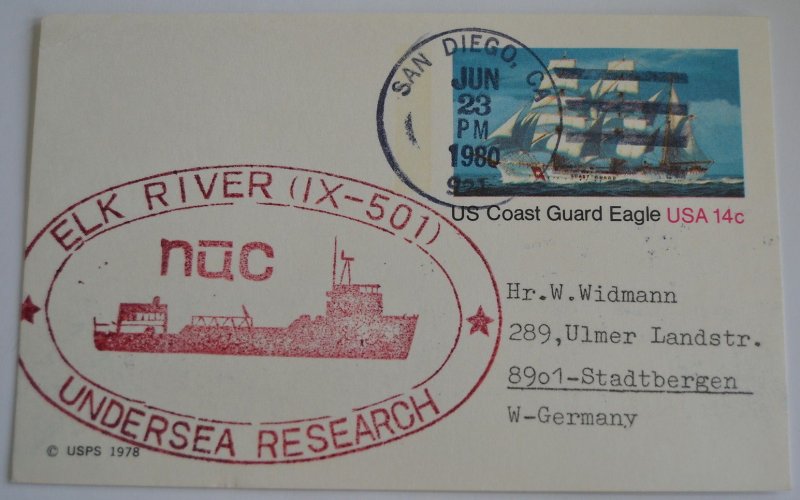 SAN DIEGO, CA
JUN
23
PM
1980
US Coast Guard Eagle USA 14c
ELK RIVER (IX-501)
nūc
UNDERSEA RESEARCH
Hr.W.Widmann
289,Ulmer Landstr.
89o1-Stadtbergen
W-Germany
© USPS 1978